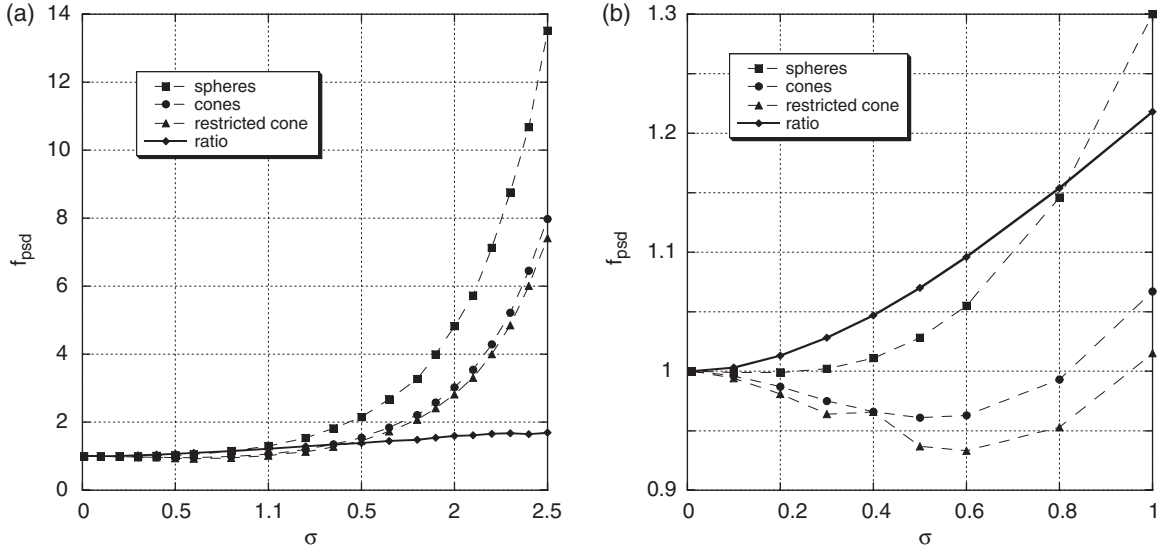 (a)
14
12
10
8
6
4
2
0
f_psd
spheres
cones
restricted cone
ratio
0 0.5 1.1 0.5 2 2.5
σ
(b)
1.3
1.2
1.1
1
0.9
f_psd
spheres
cones
restricted cone
ratio
0 0.2 0.4 0.6 0.8 1
σ